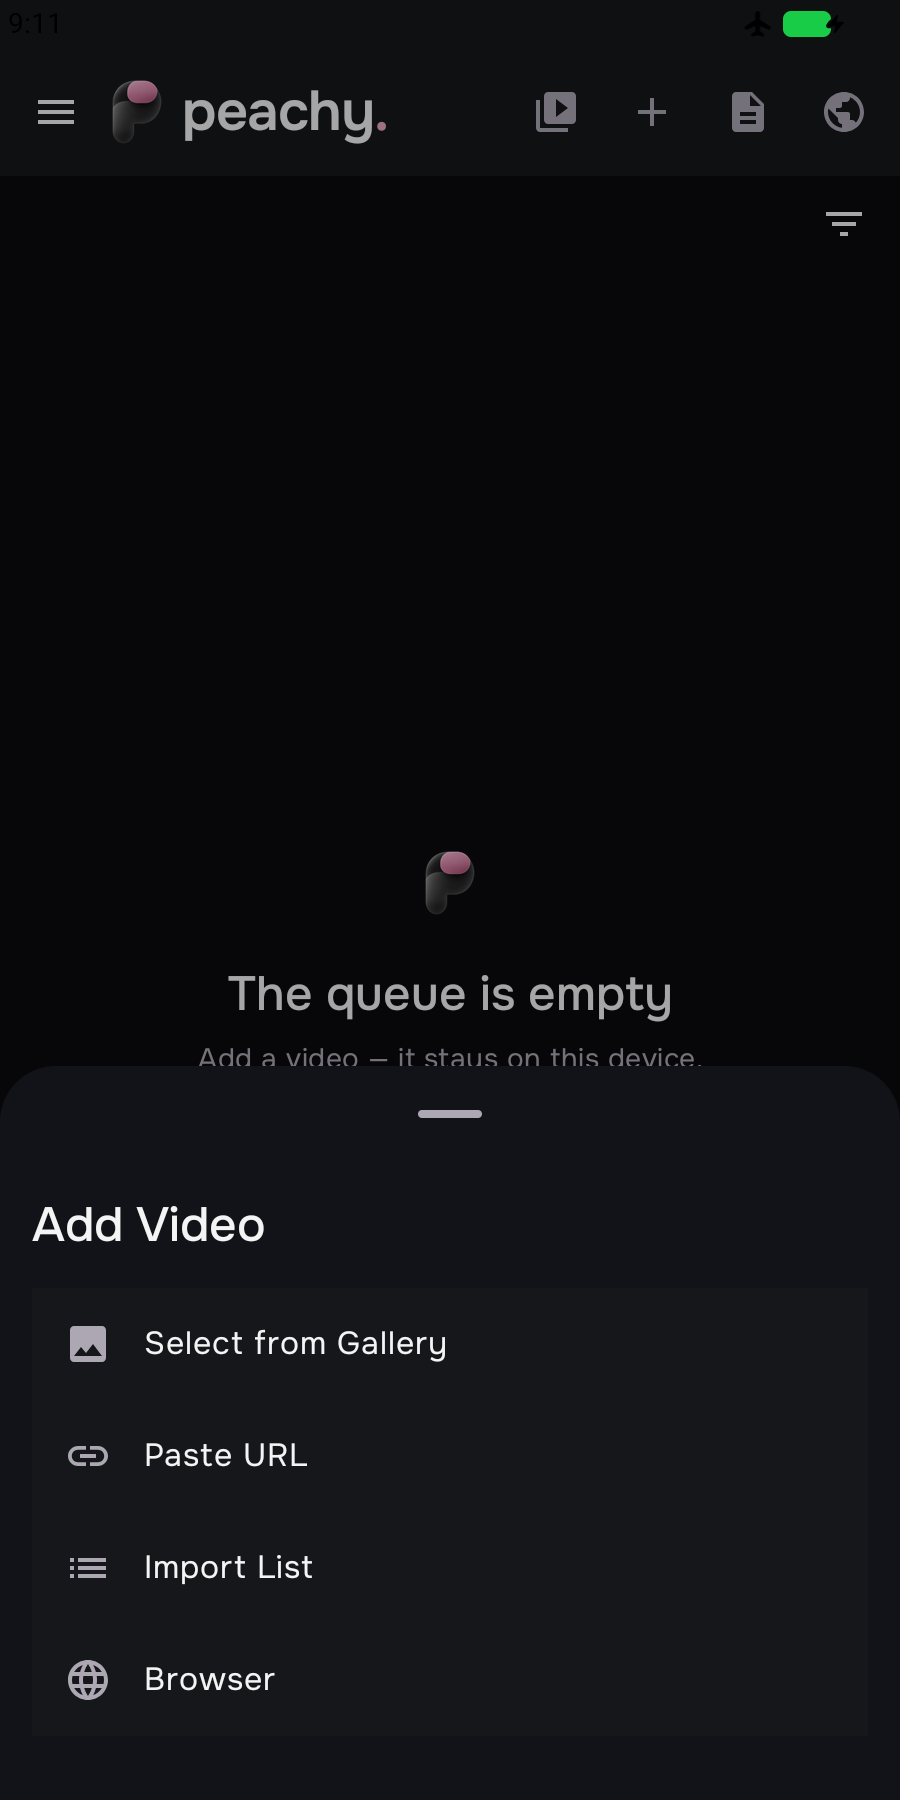 9:11
peachy.
The queue is empty
Add a video — it stays on this device.
Add Video
Select from Gallery
Paste URL
Import List
Browser